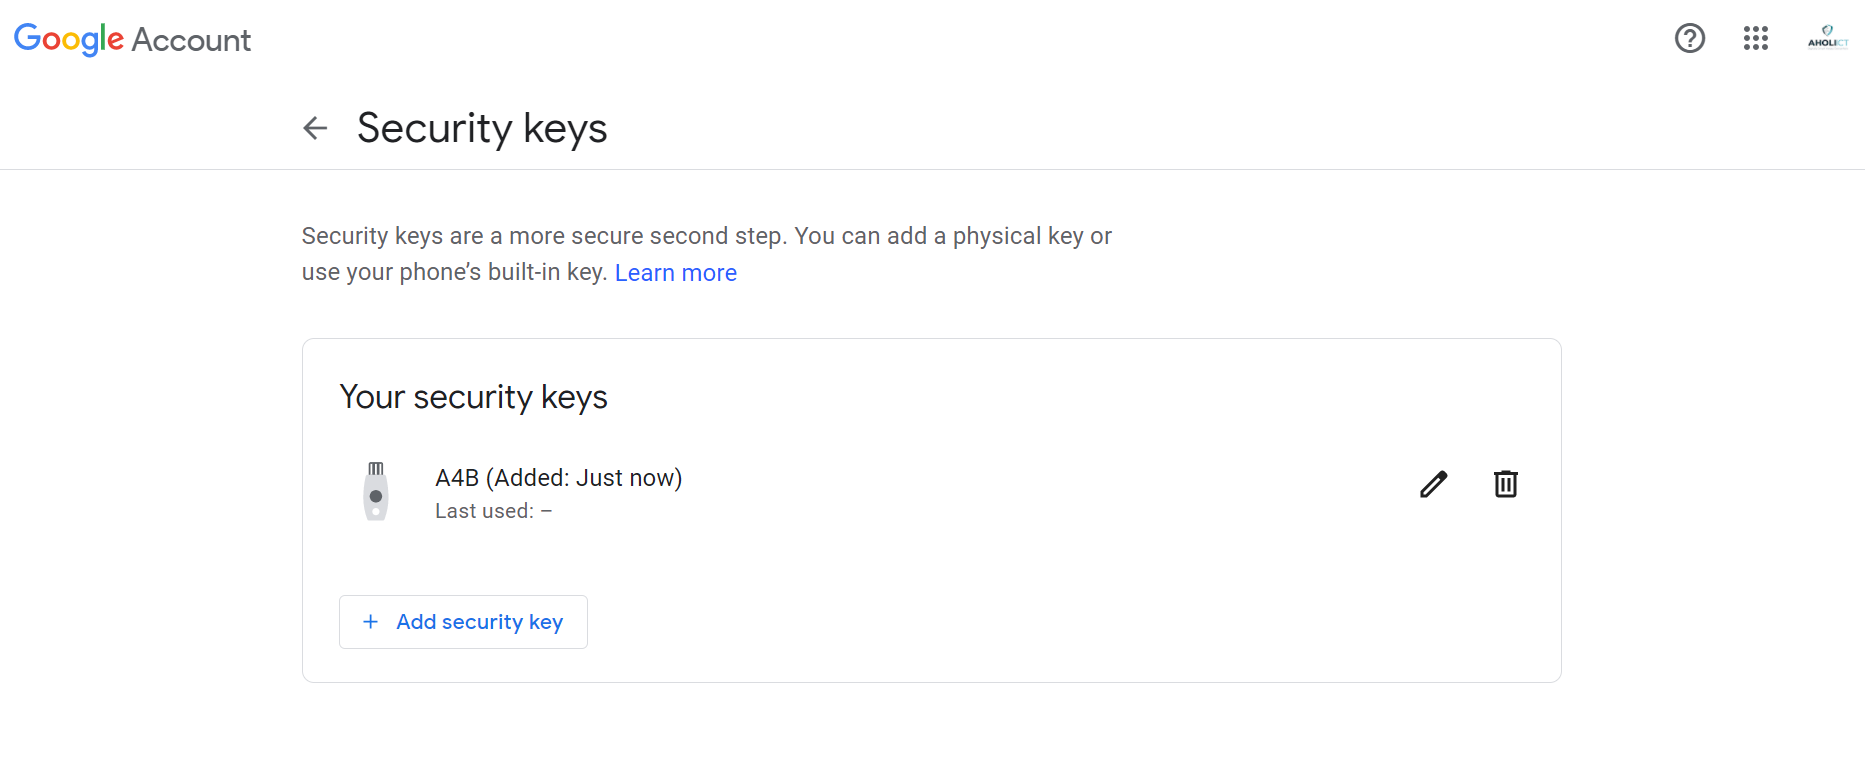 Google Account
AHOLICT
Security keys
Security keys are a more secure second step. You can add a physical key or
use your phone’s built-in key. Learn more
Your security keys
A4B (Added: Just now)
Last used: –
+ Add security key